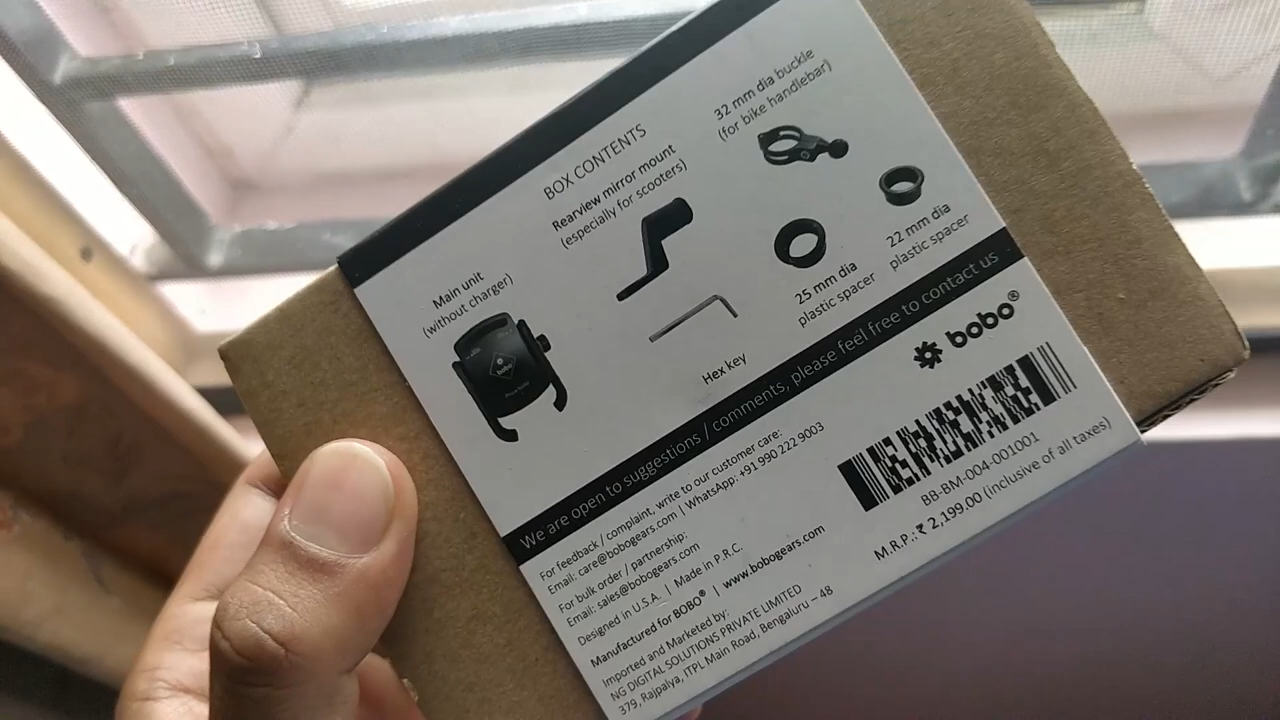 BOX CONTENTS
Main unit
(without charger)
Rearview mirror mount
(especially for scooters)
32 mm dia buckle
(for bike handlebar)
bobo
Hex key
25 mm dia
plastic spacer
22 mm dia
plastic spacer
We are open to suggestions / comments, please feel free to contact us
For feedback / complaint, write to our customer care:
Email: care@bobogears.com | WhatsApp: +91 990 222 9003
For bulk order / partnership:
Email: sales@bobogears.com
Designed in U.S.A. | Made in P.R.C.
Manufactured for BOBO® | www.bobogears.com
Imported and Marketed by:
NG DIGITAL SOLUTIONS PRIVATE LIMITED
379, Rajpalya, ITPL Main Road, Bengaluru – 48
bobo®
BB-BM-004-001001
M.R.P.: ₹ 2,199.00 (inclusive of all taxes)